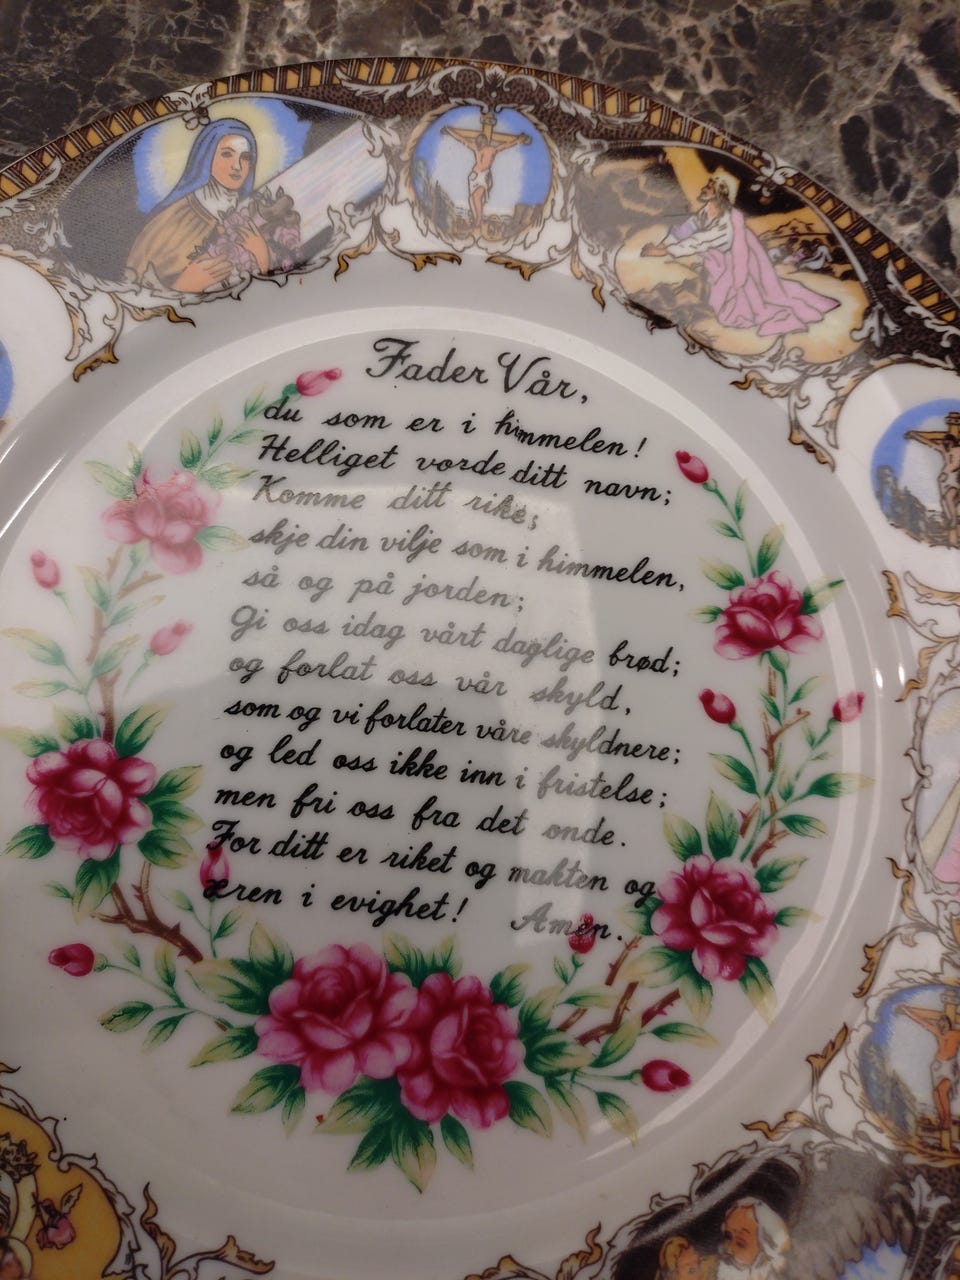 Fader Vår,
du som er i himmelen!
Helliget vorde ditt navn;
Komme ditt rike;
skje din vilje som i himmelen,
så og på jorden;
Gi oss idag vårt daglige brød;
og forlat oss vår skyld,
som og vi forlater våre skyldnere;
og led oss ikke inn i fristelse;
men fri oss fra det onde.
For ditt er riket og makten og
æren i evighet! Amen.